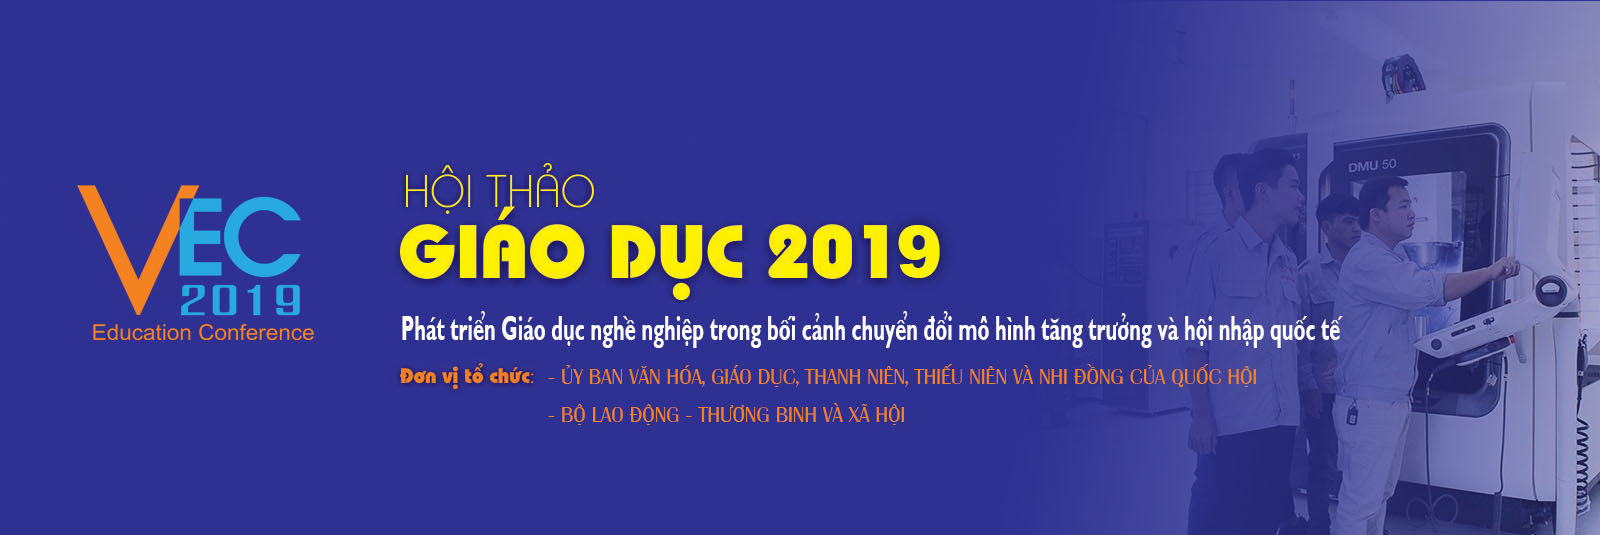 VEC
2019
Education Conference
HỘI THẢO
GIÁO DỤC 2019
Phát triển Giáo dục nghề nghiệp trong bối cảnh chuyển đổi mô hình tăng trưởng và hội nhập quốc tế
Đơn vị tổ chức: - ỦY BAN VĂN HÓA, GIÁO DỤC, THANH NIÊN, THIẾU NIÊN VÀ NHI ĐỒNG CỦA QUỐC HỘI
- BỘ LAO ĐỘNG - THƯƠNG BINH VÀ XÃ HỘI
DMU 50